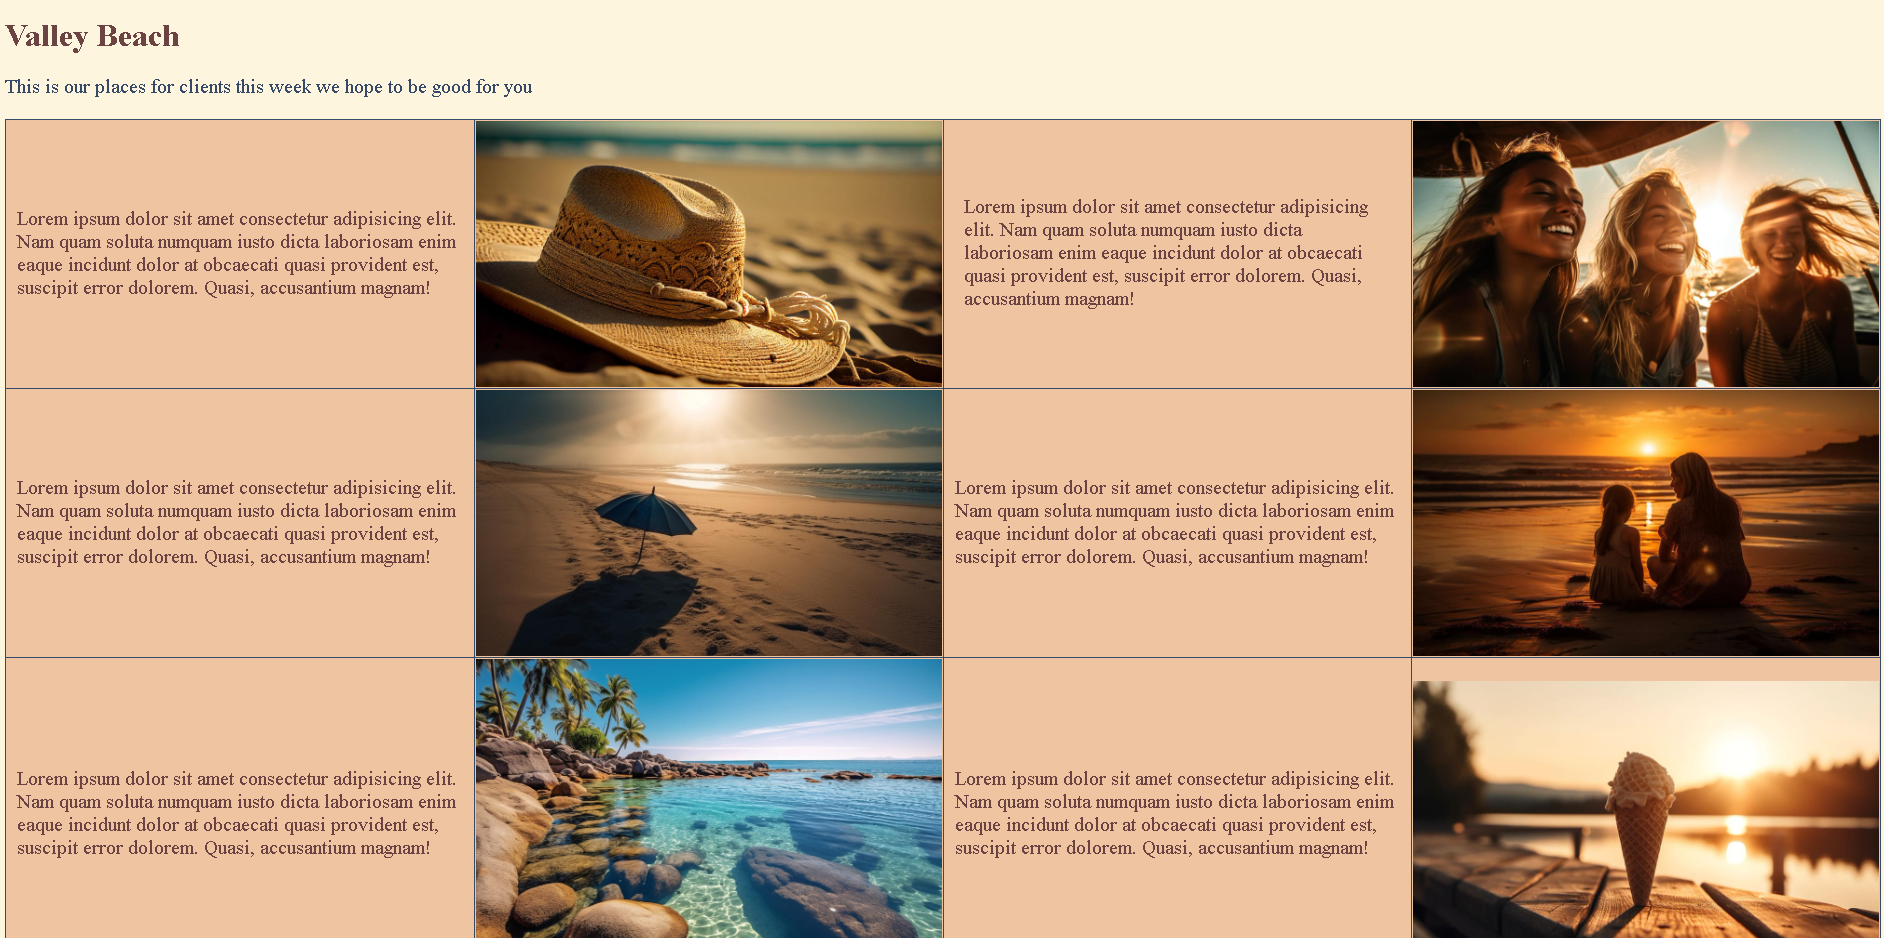 Valley Beach
This is our places for clients this week we hope to be good for you
Lorem ipsum dolor sit amet consectetur adipisicing elit.
Nam quam soluta numquam iusto dicta laboriosam enim
eaque incidunt dolor at obcaecati quasi provident est,
suscipit error dolorem. Quasi, accusantium magnam!
Lorem ipsum dolor sit amet consectetur adipisicing
elit. Nam quam soluta numquam iusto dicta
laboriosam enim eaque incidunt dolor at obcaecati
quasi provident est, suscipit error dolorem. Quasi,
accusantium magnam!
Lorem ipsum dolor sit amet consectetur adipisicing elit.
Nam quam soluta numquam iusto dicta laboriosam enim
eaque incidunt dolor at obcaecati quasi provident est,
suscipit error dolorem. Quasi, accusantium magnam!
Lorem ipsum dolor sit amet consectetur adipisicing elit.
Nam quam soluta numquam iusto dicta laboriosam enim
eaque incidunt dolor at obcaecati quasi provident est,
suscipit error dolorem. Quasi, accusantium magnam!
Lorem ipsum dolor sit amet consectetur adipisicing elit.
Nam quam soluta numquam iusto dicta laboriosam enim
eaque incidunt dolor at obcaecati quasi provident est,
suscipit error dolorem. Quasi, accusantium magnam!
Lorem ipsum dolor sit amet consectetur adipisicing elit.
Nam quam soluta numquam iusto dicta laboriosam enim
eaque incidunt dolor at obcaecati quasi provident est,
suscipit error dolorem. Quasi, accusantium magnam!